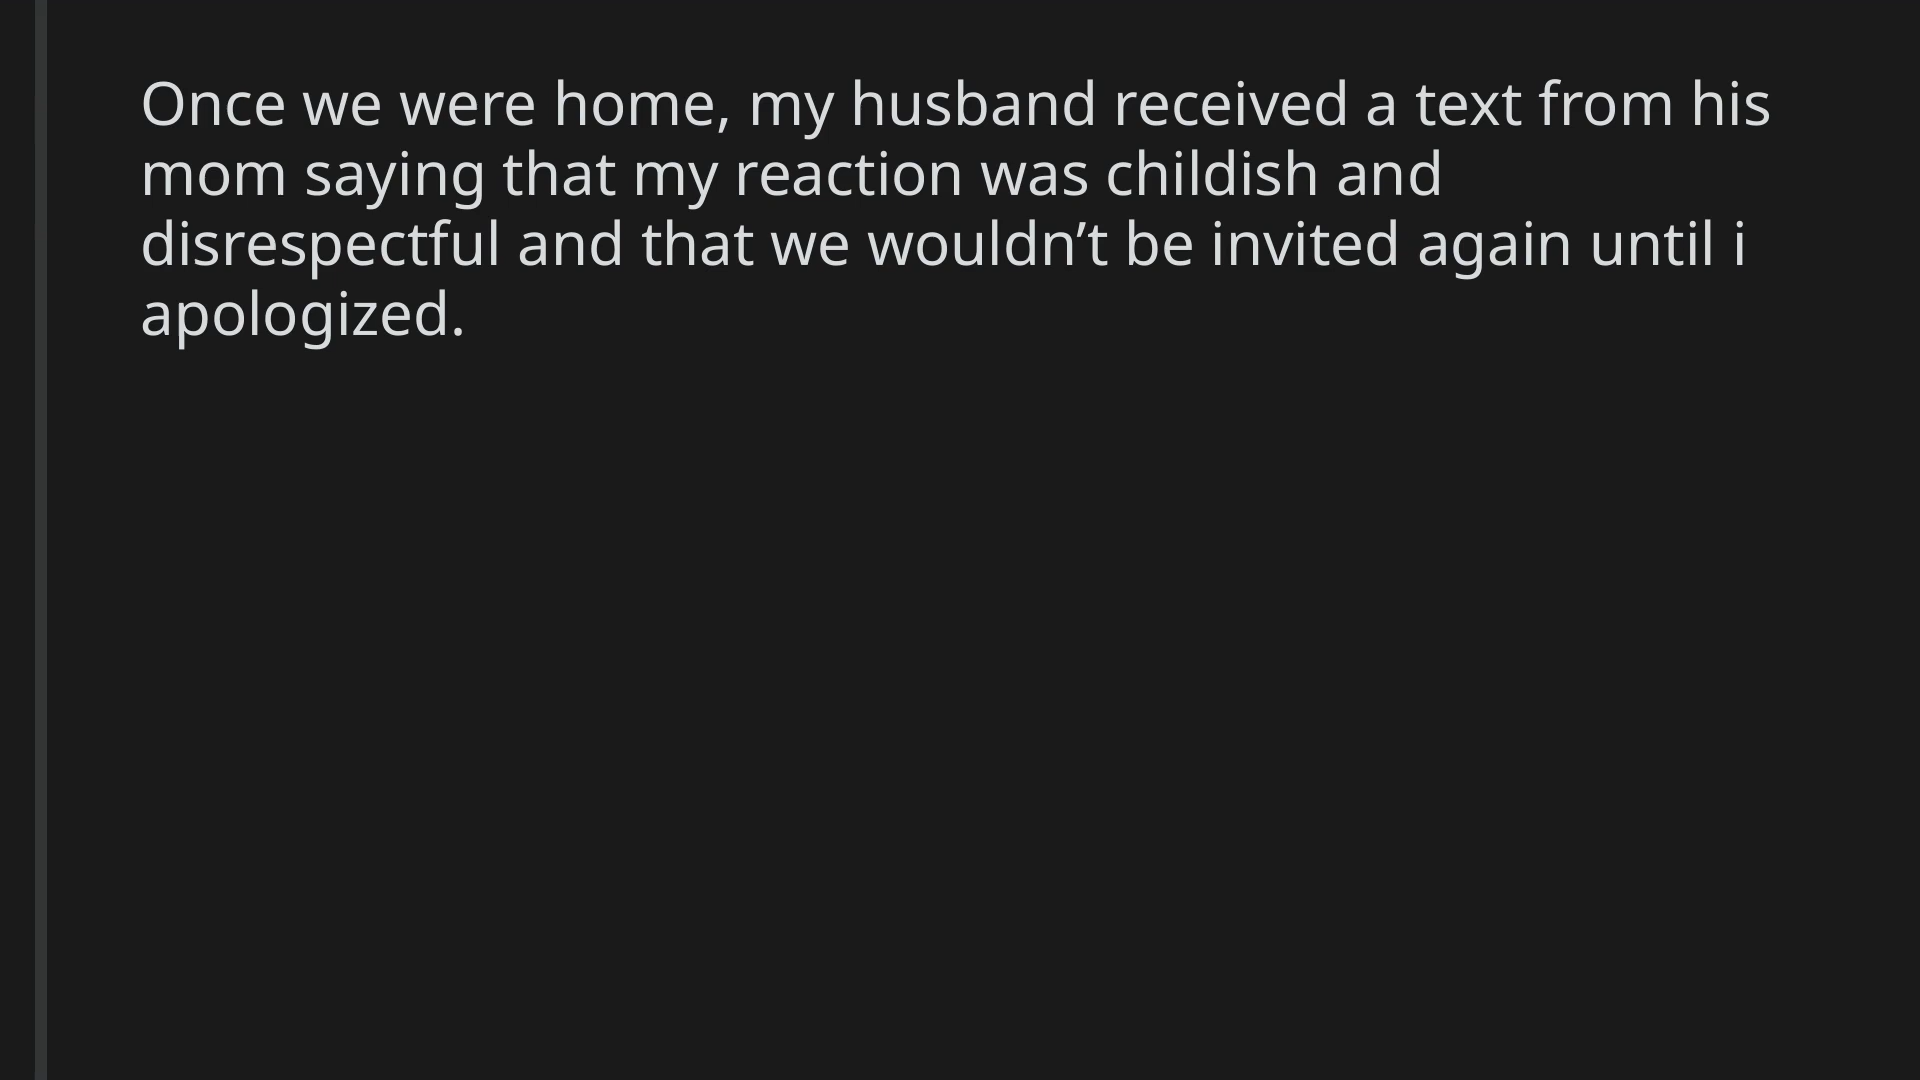 Once we were home, my husband received a text from his
mom saying that my reaction was childish and
disrespectful and that we wouldn’t be invited again until i
apologized.